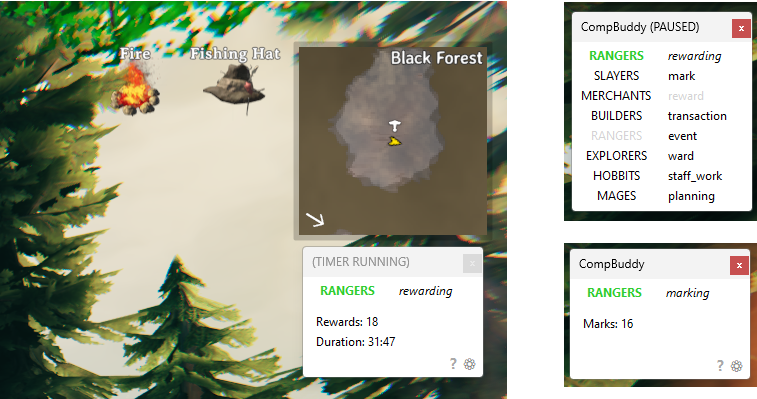 Fire
Fishing Hat
Black Forest
(TIMER RUNNING) x
RANGERS rewarding
Rewards: 18
Duration: 31:47
?
CompBuddy (PAUSED) x
RANGERS rewarding
SLAYERS mark
MERCHANTS reward
BUILDERS transaction
RANGERS event
EXPLORERS ward
HOBBITS staff_work
MAGES planning
CompBuddy x
RANGERS marking
Marks: 16
?